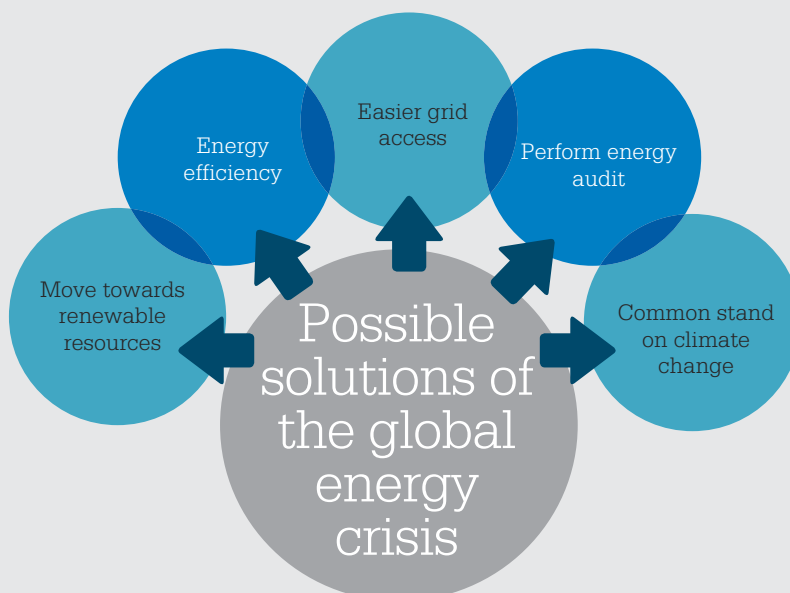 Easier grid
access
Energy
efficiency
Perform energy
audit
Move towards
renewable
resources
Common stand
on climate
change
Possible
solutions of
the global
energy
crisis